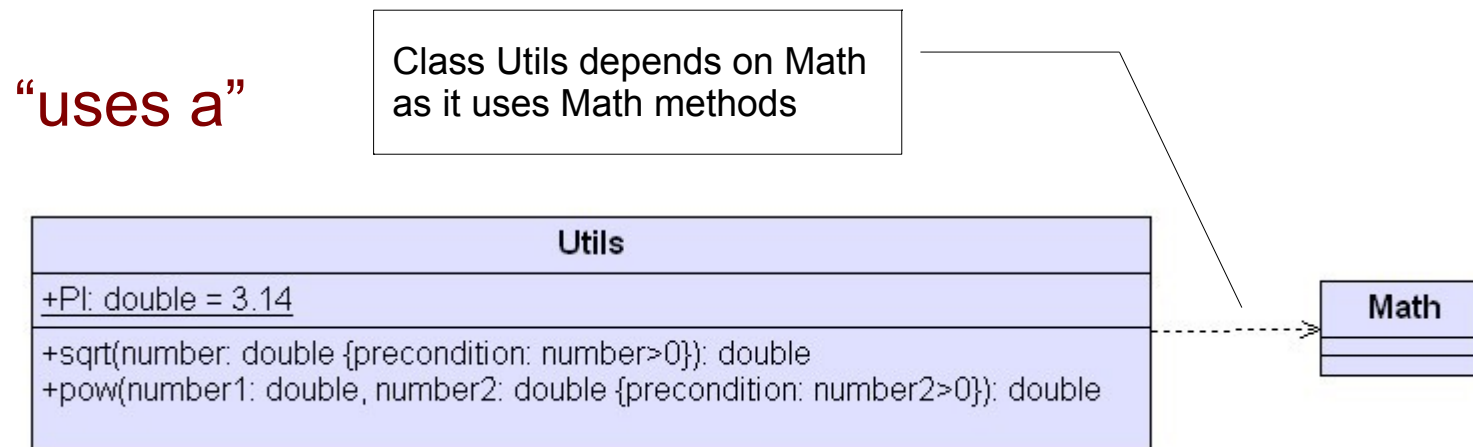 “uses a”
Class Utils depends on Math
as it uses Math methods
Utils
+PI: double = 3.14
+sqrt(number: double {precondition: number>0}): double
+pow(number1: double, number2: double {precondition: number2>0}): double
Math